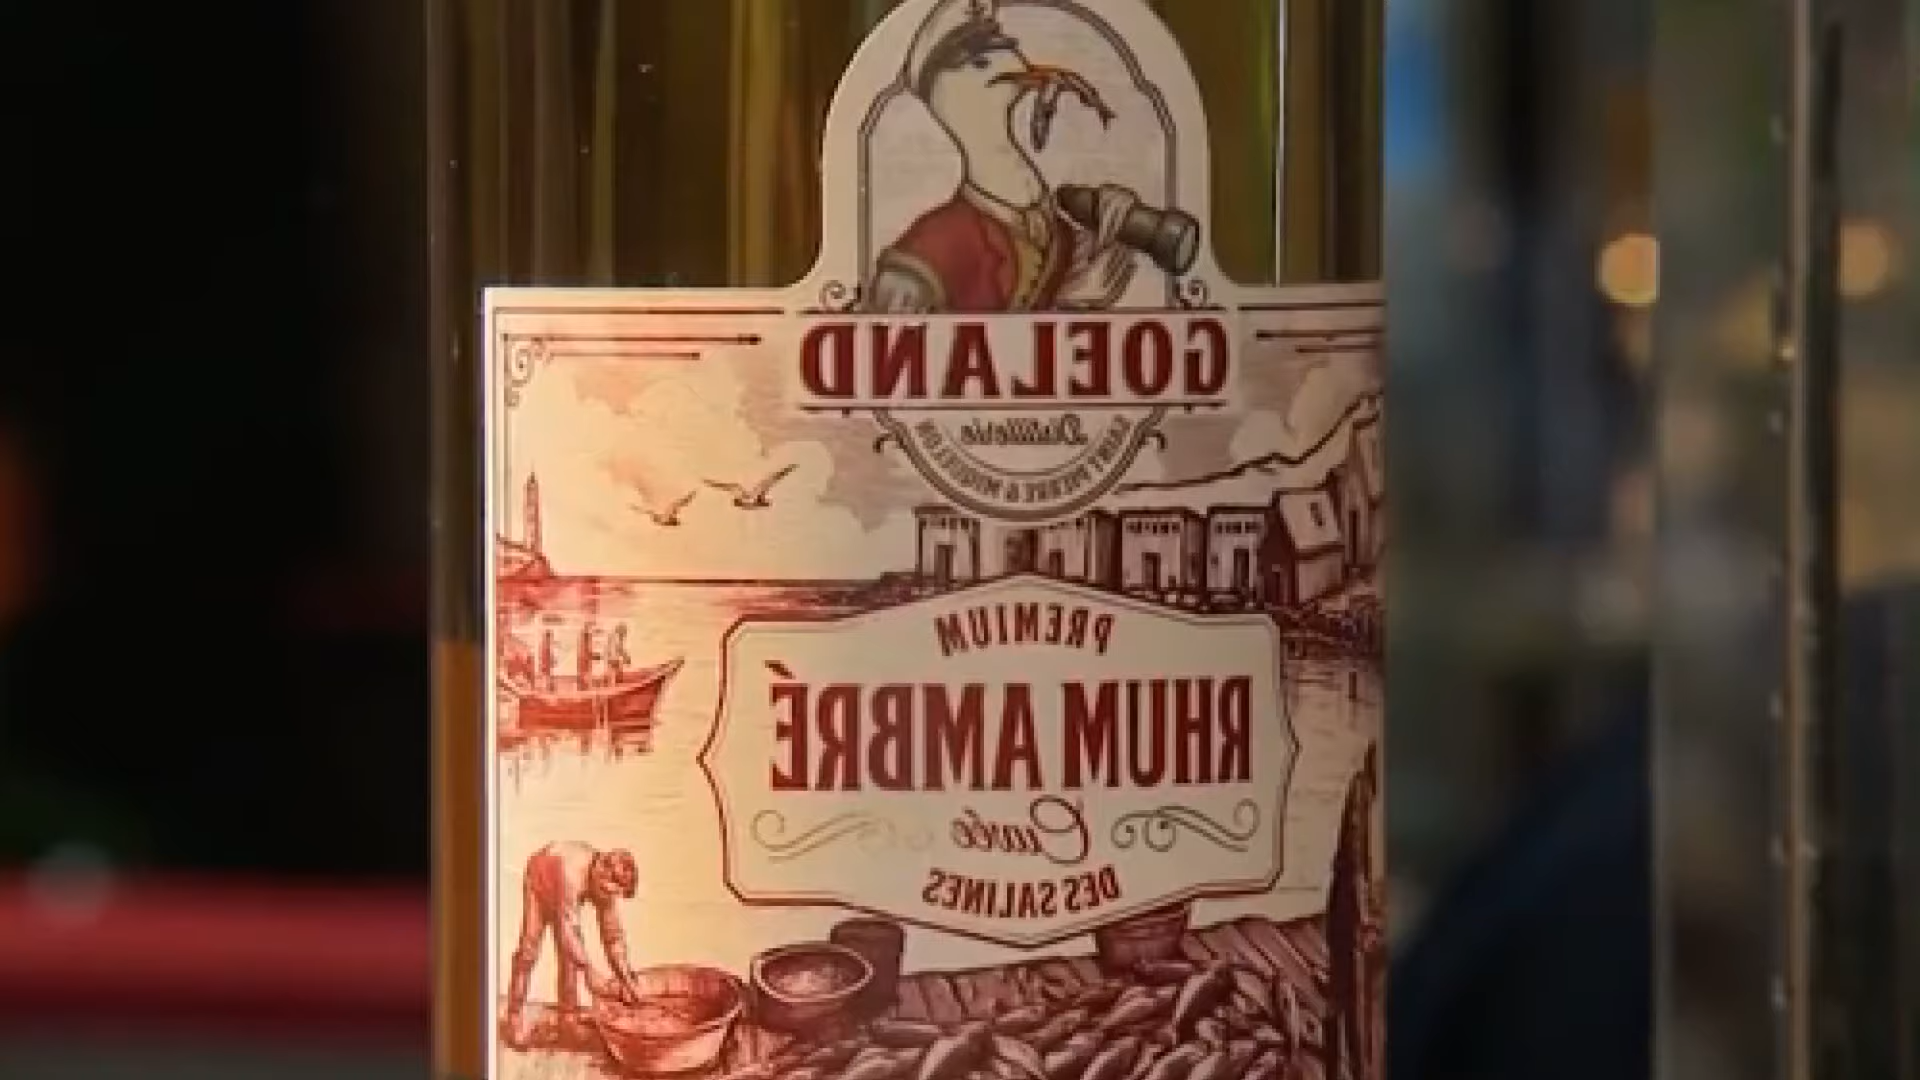 GOELAND
Distillerie
SAINT PIERRE & MIQUELON
PREMIUM
RHUM AMBRÉ
Cuvée
DES SALINES